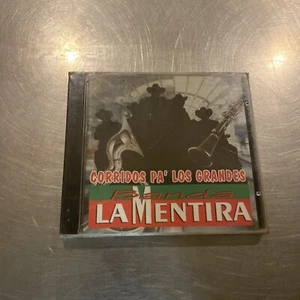 CORRIDOS PA' LOS GRANDES
Banda
LA MENTIRA